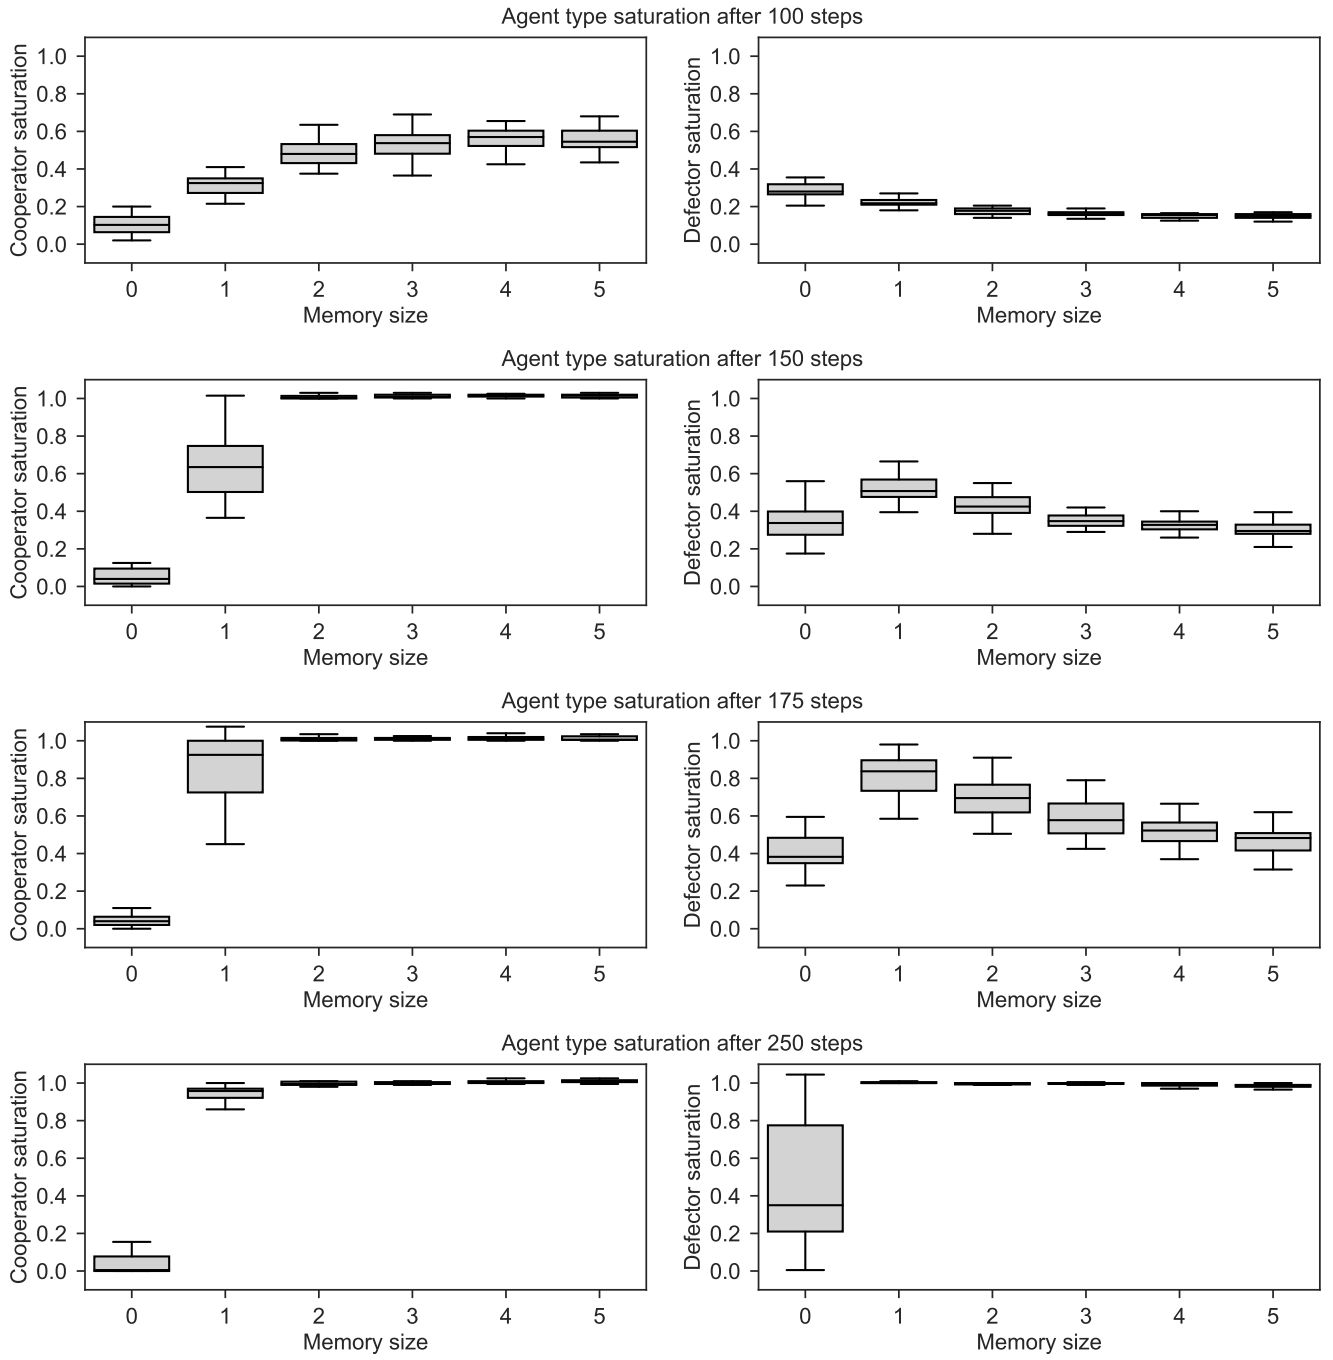 Agent type saturation after 100 steps
Cooperator saturation
1.0
0.8
0.6
0.4
0.2
0.0
0 1 2 3 4 5
Memory size
Defector saturation
1.0
0.8
0.6
0.4
0.2
0.0
0 1 2 3 4 5
Memory size
Agent type saturation after 150 steps
Cooperator saturation
1.0
0.8
0.6
0.4
0.2
0.0
0 1 2 3 4 5
Memory size
Defector saturation
1.0
0.8
0.6
0.4
0.2
0.0
0 1 2 3 4 5
Memory size
Agent type saturation after 175 steps
Cooperator saturation
1.0
0.8
0.6
0.4
0.2
0.0
0 1 2 3 4 5
Memory size
Defector saturation
1.0
0.8
0.6
0.4
0.2
0.0
0 1 2 3 4 5
Memory size
Agent type saturation after 250 steps
Cooperator saturation
1.0
0.8
0.6
0.4
0.2
0.0
0 1 2 3 4 5
Memory size
Defector saturation
1.0
0.8
0.6
0.4
0.2
0.0
0 1 2 3 4 5
Memory size